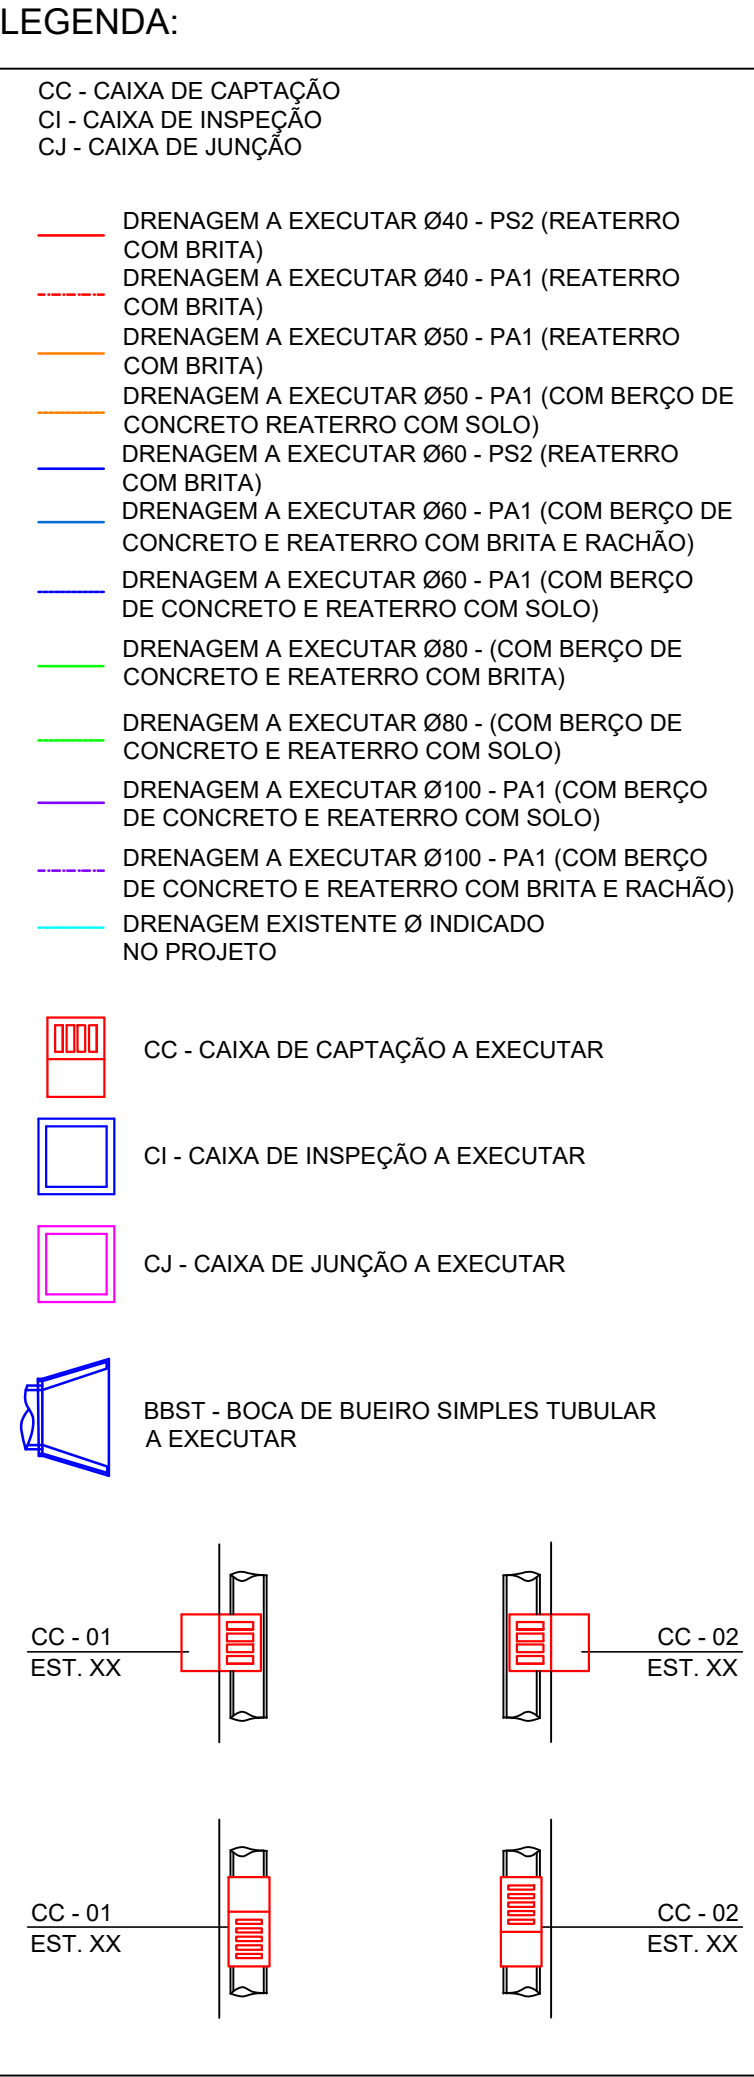 LEGENDA:
CC - CAIXA DE CAPTAÇÃO
CI - CAIXA DE INSPEÇÃO
CJ - CAIXA DE JUNÇÃO
DRENAGEM A EXECUTAR Ø40 - PS2 (REATERRO
COM BRITA)
DRENAGEM A EXECUTAR Ø40 - PA1 (REATERRO
COM BRITA)
DRENAGEM A EXECUTAR Ø50 - PA1 (REATERRO
COM BRITA)
DRENAGEM A EXECUTAR Ø50 - PA1 (COM BERÇO DE
CONCRETO REATERRO COM SOLO)
DRENAGEM A EXECUTAR Ø60 - PS2 (REATERRO
COM BRITA)
DRENAGEM A EXECUTAR Ø60 - PA1 (COM BERÇO DE
CONCRETO E REATERRO COM BRITA E RACHÃO)
DRENAGEM A EXECUTAR Ø60 - PA1 (COM BERÇO
DE CONCRETO E REATERRO COM SOLO)
DRENAGEM A EXECUTAR Ø80 - (COM BERÇO DE
CONCRETO E REATERRO COM BRITA)
DRENAGEM A EXECUTAR Ø80 - (COM BERÇO DE
CONCRETO E REATERRO COM SOLO)
DRENAGEM A EXECUTAR Ø100 - PA1 (COM BERÇO
DE CONCRETO E REATERRO COM SOLO)
DRENAGEM A EXECUTAR Ø100 - PA1 (COM BERÇO
DE CONCRETO E REATERRO COM BRITA E RACHÃO)
DRENAGEM EXISTENTE Ø INDICADO
NO PROJETO
CC - CAIXA DE CAPTAÇÃO A EXECUTAR
CI - CAIXA DE INSPEÇÃO A EXECUTAR
CJ - CAIXA DE JUNÇÃO A EXECUTAR
BBST - BOCA DE BUEIRO SIMPLES TUBULAR
A EXECUTAR
CC - 01
EST. XX
CC - 02
EST. XX
CC - 01
EST. XX
CC - 02
EST. XX